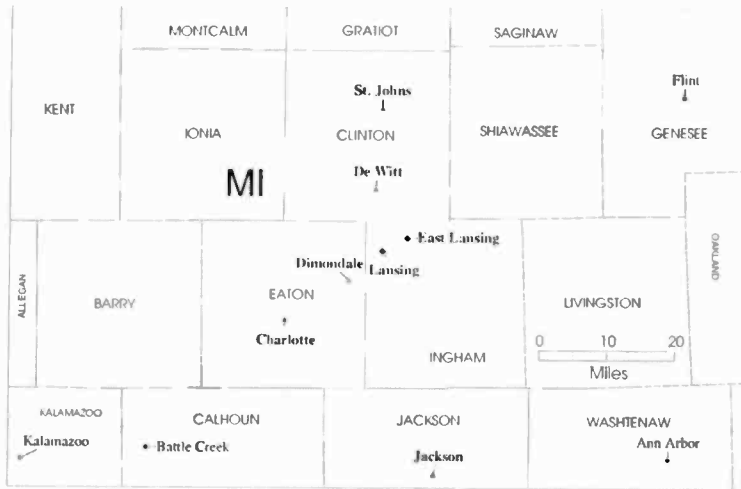 MONTCALM
GRATIOT
SAGINAW
Flint
St. Johns
KENT
IONIA
CLINTON
SHIAWASSEE
GENESEE
De Witt
MI
East Lansing
Dimondale
Lansing
OAKLAND
ALLEGAN
BARRY
EATON
LIVINGSTON
Charlotte
0 10 20
INGHAM
Miles
KALAMAZOO
CALHOUN
JACKSON
WASHTENAW
Kalamazoo
Battle Creek
Jackson
Ann Arbor